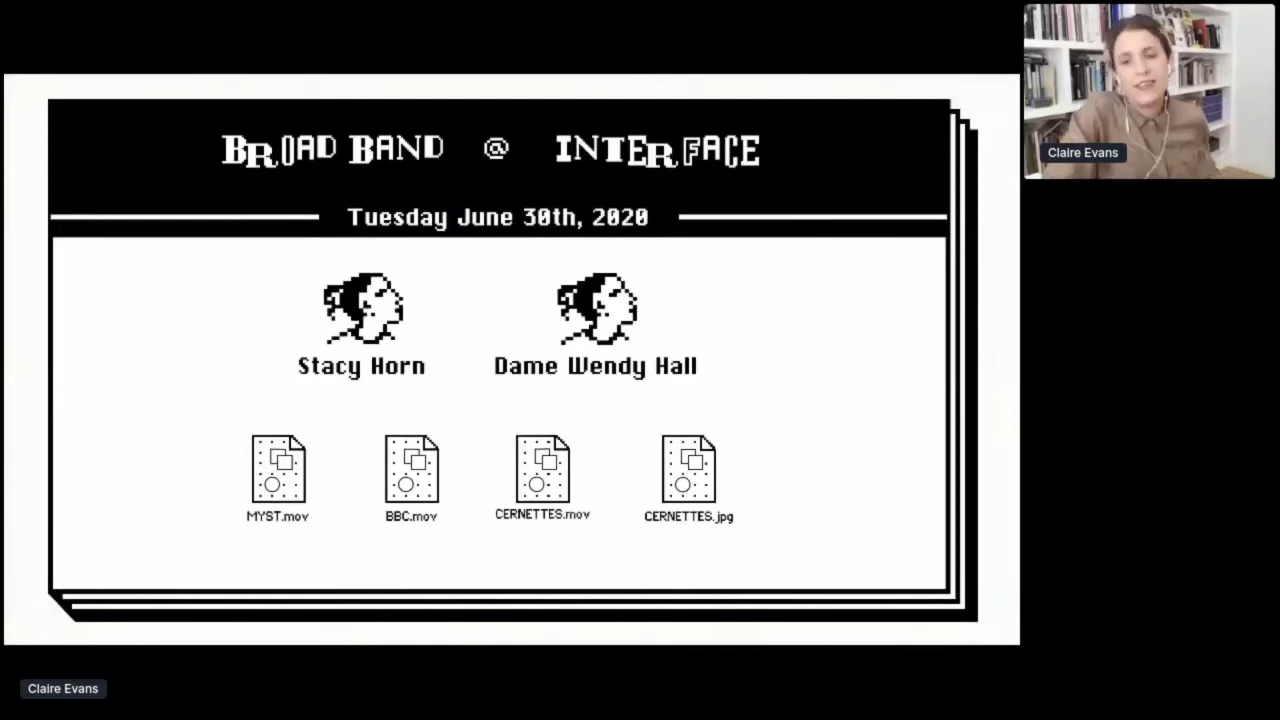 BROAD BAND @ INTERFACE
Tuesday June 30th, 2020
Stacy Horn Dame Wendy Hall
MYST.mov BBC.mov CERNETTES.mov CERNETTES.jpg
Claire Evans
Claire Evans